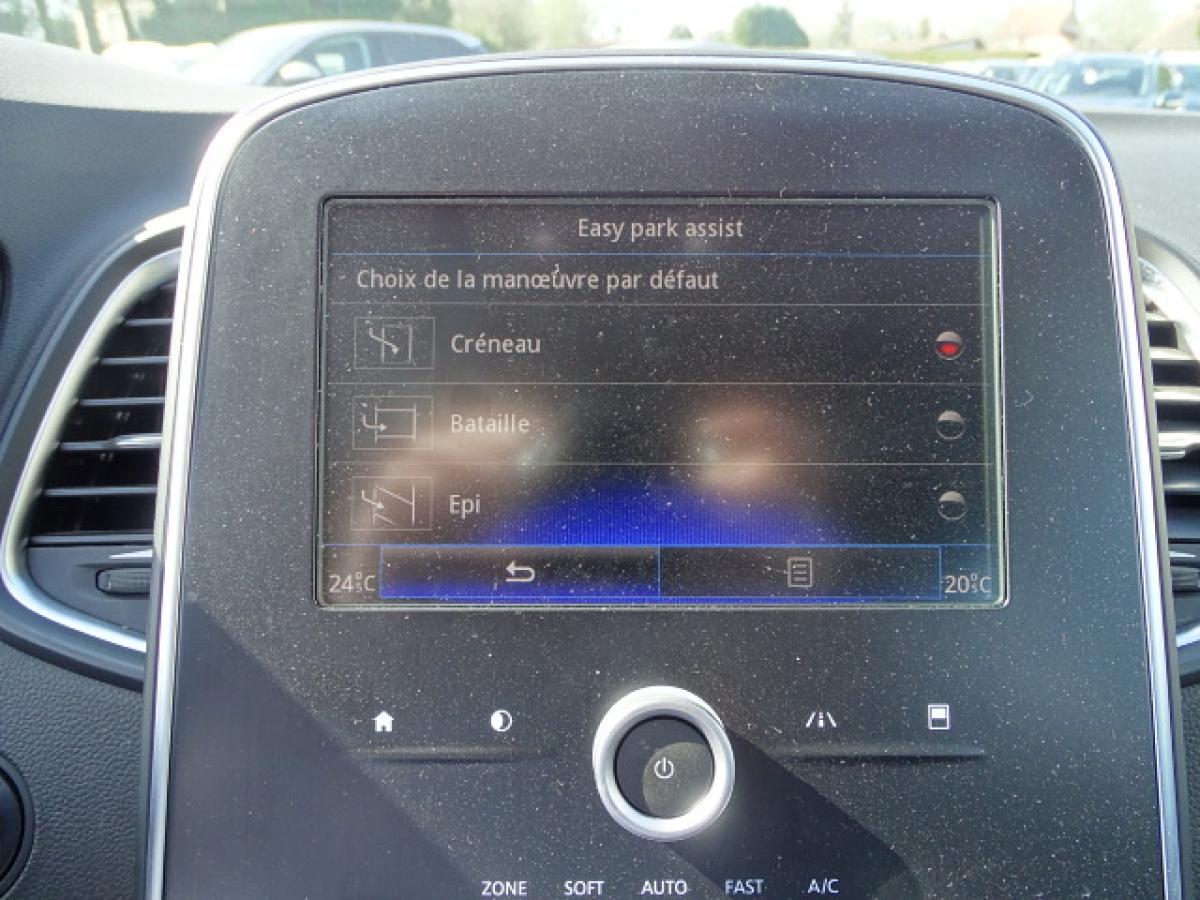 Easy park assist
Choix de la manœuvre par défaut
Créneau
Bataille
Epi
24°C
20°C
ZONE SOFT AUTO FAST A/C